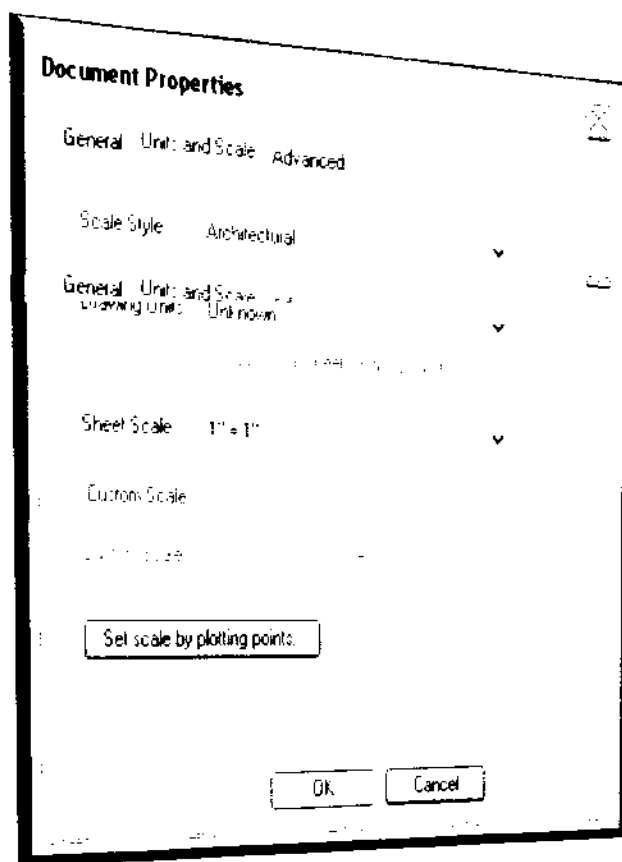 Document Properties
General Units and Scale Advanced
Scale Style Architectural
General Units and Scale
Drawing Units Unknown
Sheet Scale 1" = 1"
Custom Scale
Set scale by plotting points.
OK Cancel